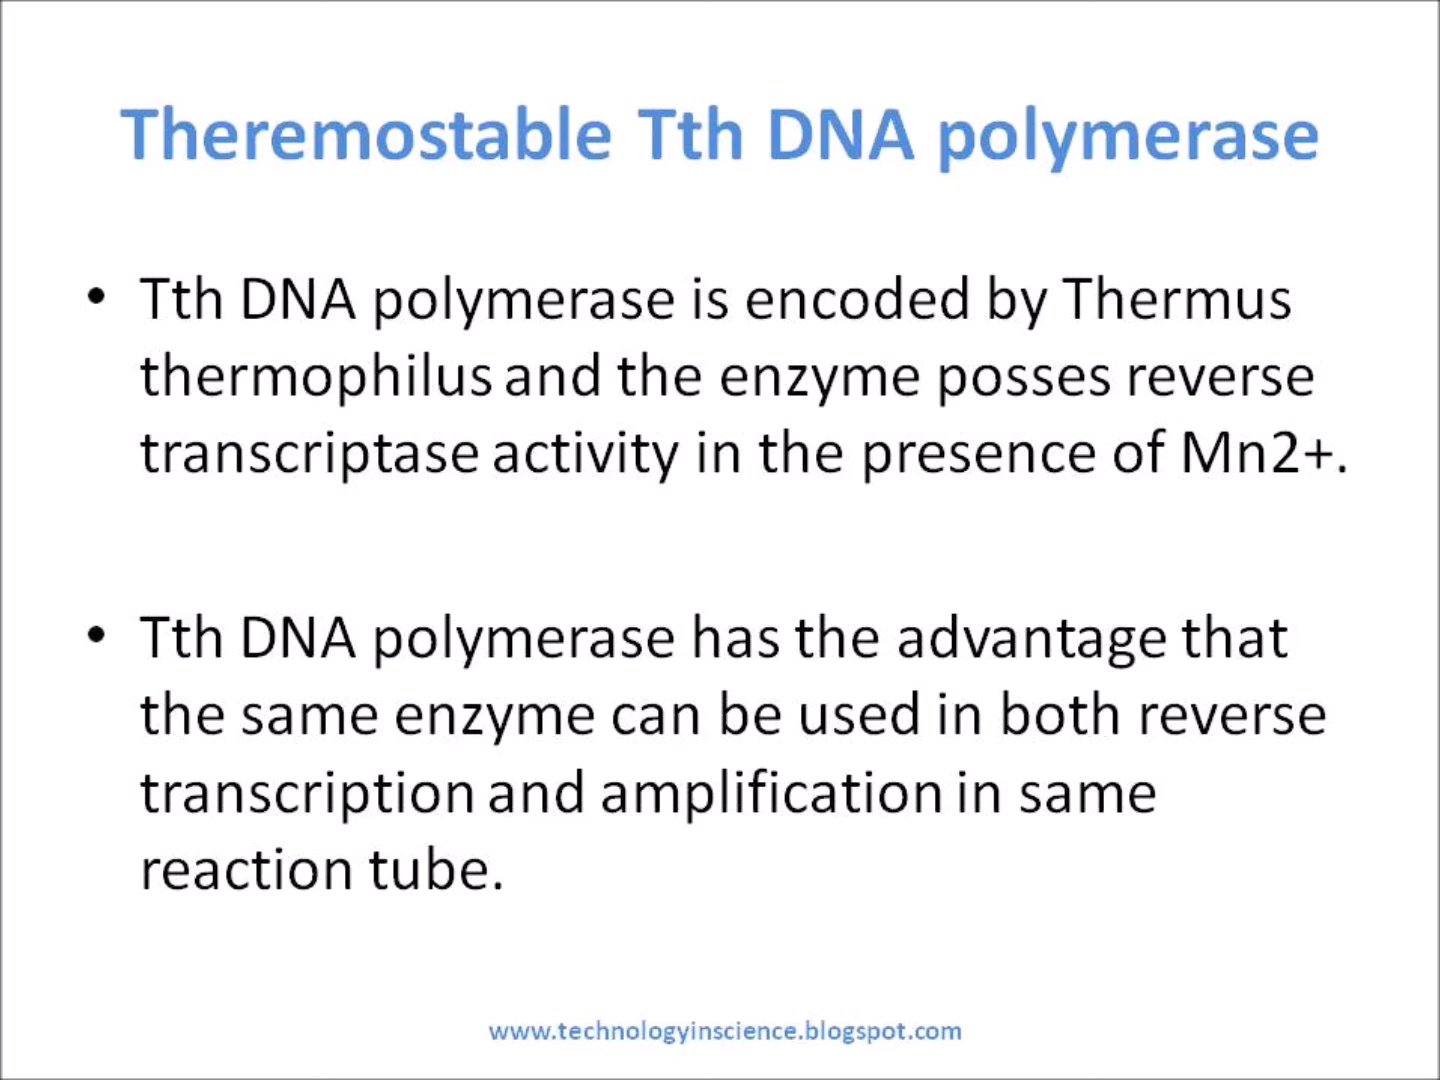 Theremostable Tth DNA polymerase
• Tth DNA polymerase is encoded by Thermus
thermophilus and the enzyme posses reverse
transcriptase activity in the presence of Mn2+.
• Tth DNA polymerase has the advantage that
the same enzyme can be used in both reverse
transcription and amplification in same
reaction tube.
www.technologyinscience.blogspot.com